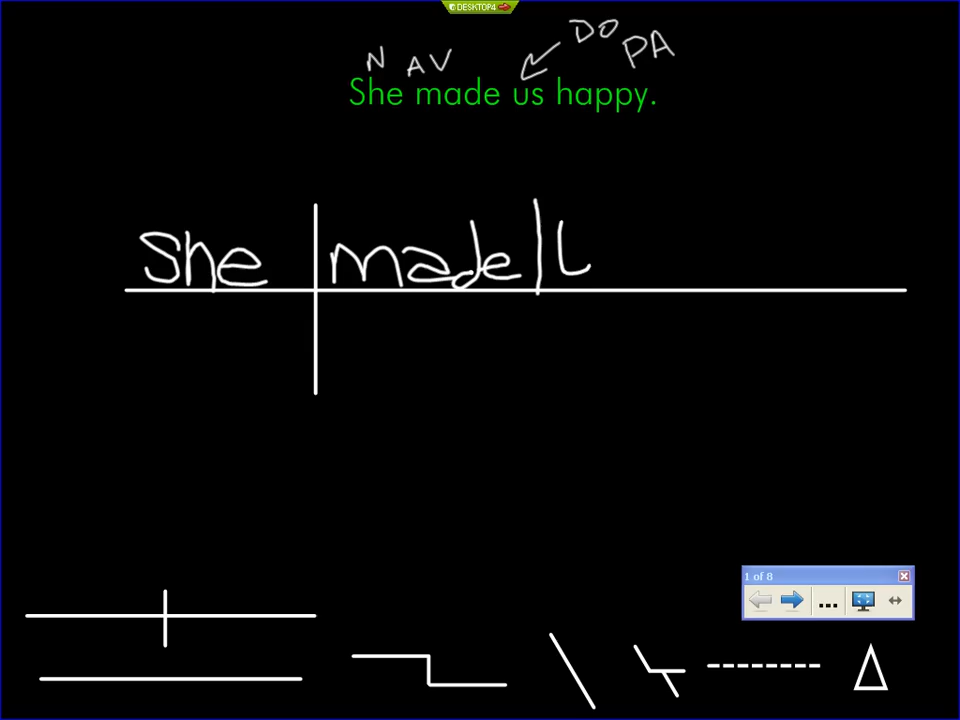 DESKTOP4
N AV DO PA
She made us happy.
She made
1 of 8